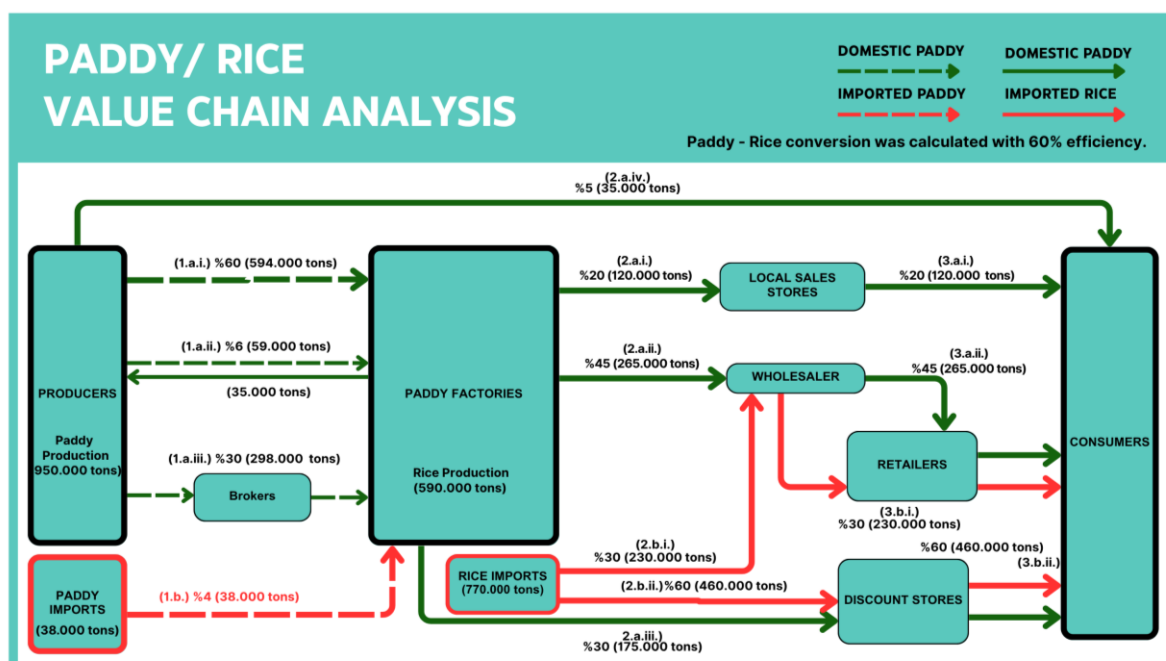 PADDY/ RICE
VALUE CHAIN ANALYSIS
DOMESTIC PADDY
DOMESTIC PADDY
IMPORTED PADDY
IMPORTED RICE
Paddy - Rice conversion was calculated with 60% efficiency.
(2.a.iv.)
%5 (35.000 tons)
(1.a.i.) %60 (594.000 tons)
(2.a.i.)
%20 (120.000 tons)
LOCAL SALES
STORES
(3.a.i.)
%20 (120.000 tons)
(1.a.ii.) %6 (59.000 tons)
(35.000 tons)
(2.a.ii.)
%45 (265.000 tons)
WHOLESALER
(3.a.ii.)
%45 (265.000 tons)
PRODUCERS
Paddy
Production
950.000 tons)
PADDY FACTORIES
Rice Production
(590.000 tons)
CONSUMERS
(1.a.iii.) %30 (298.000 tons)
Brokers
RETAILERS
(3.b.i.)
%30 (230.000 tons)
(2.b.i.)
%30 (230.000 tons)
%60 (460.000 tons)
(3.b.ii.)
PADDY
IMPORTS
(38.000 tons)
(1.b.) %4 (38.000 tons)
RICE IMPORTS
(770.000 tons)
(2.b.ii.)%60 (460.000 tons)
DISCOUNT STORES
2.a.iii.)
%30 (175.000 tons)